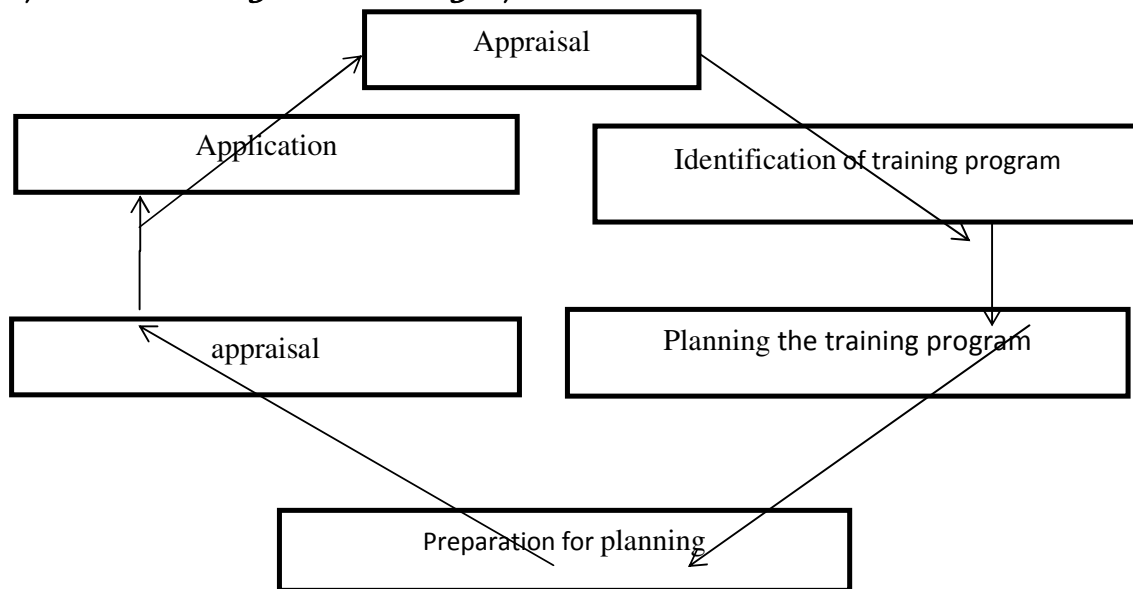 Appraisal
Application
Identification of training program
appraisal
Planning the training program
Preparation for planning